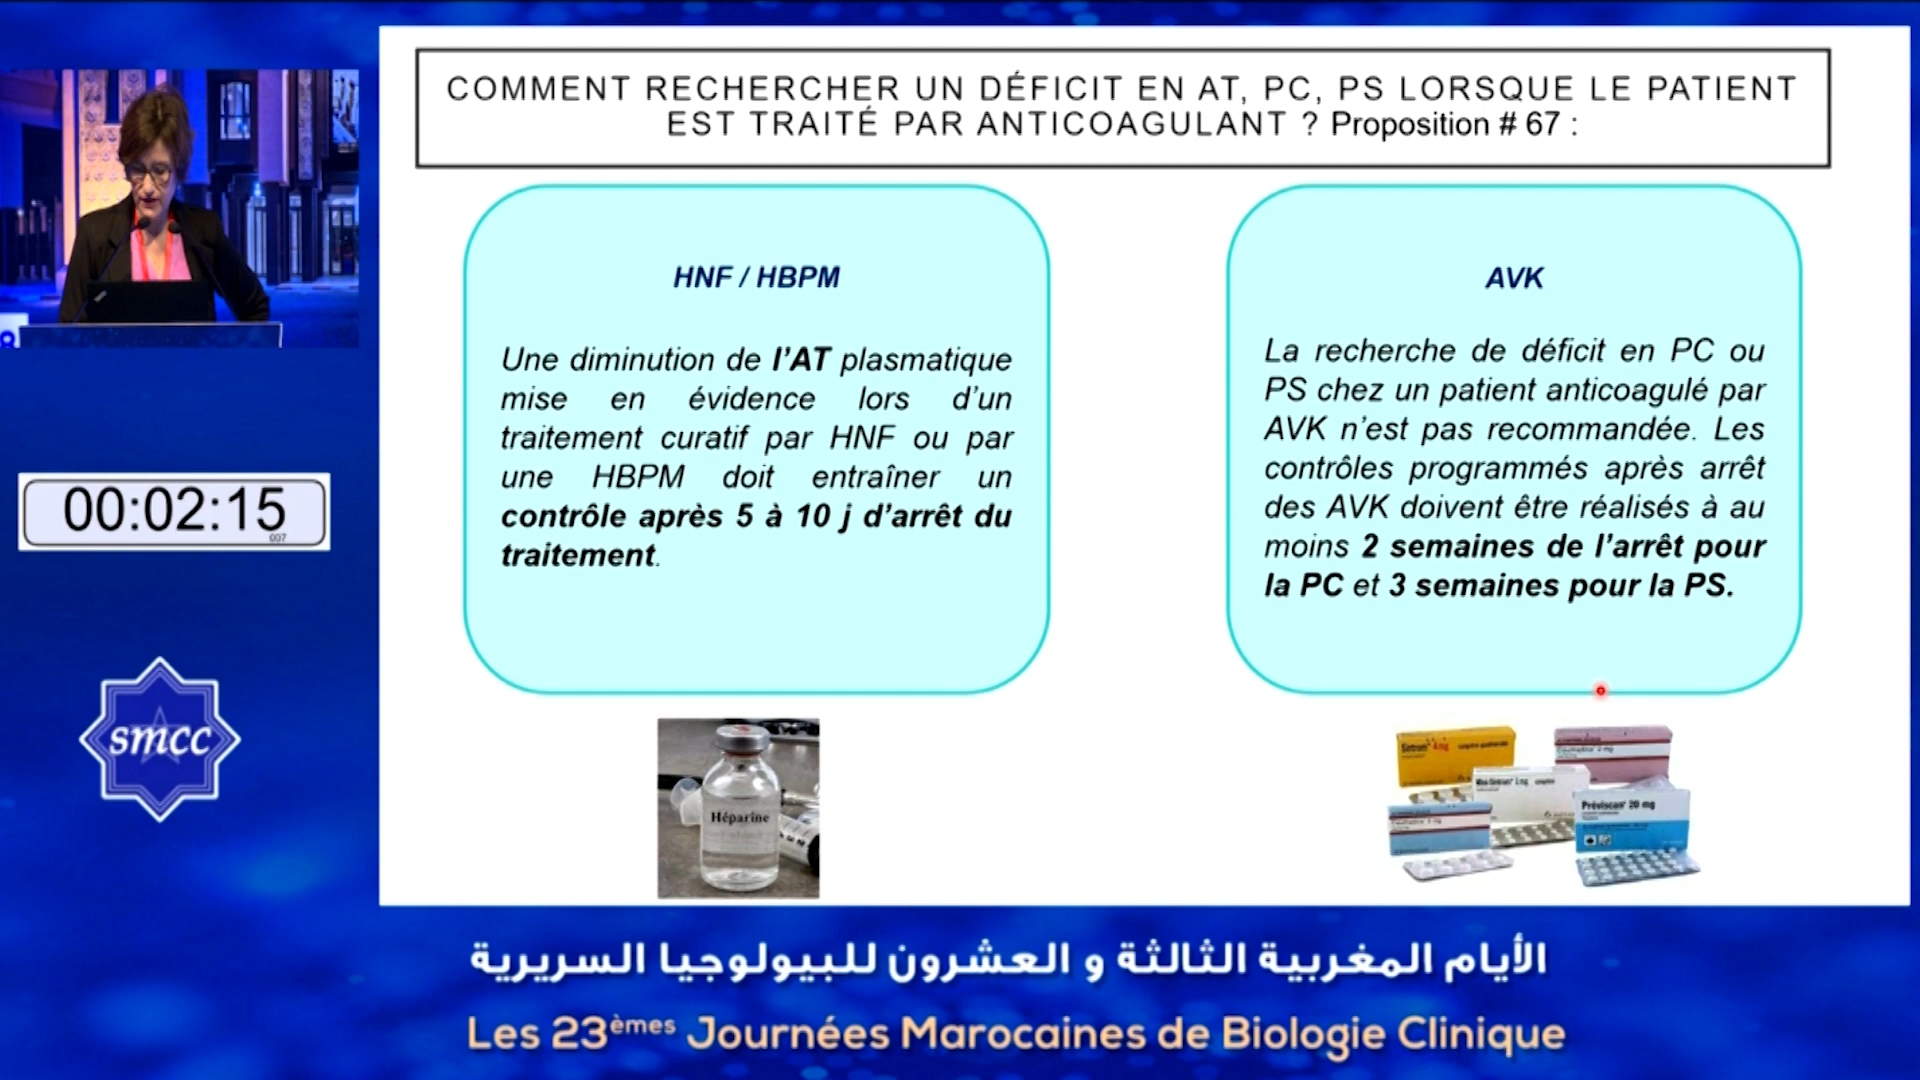 COMMENT RECHERCHER UN DÉFICIT EN AT, PC, PS LORSQUE LE PATIENT
EST TRAITÉ PAR ANTICOAGULANT ? Proposition # 67 :
HNF / HBPM
Une diminution de l’AT plasmatique
mise en évidence lors d’un
traitement curatif par HNF ou par
une HBPM doit entraîner un
contrôle après 5 à 10 j d’arrêt du
traitement.
AVK
La recherche de déficit en PC ou
PS chez un patient anticoagulé par
AVK n’est pas recommandée. Les
contrôles programmés après arrêt
des AVK doivent être réalisés à au
moins 2 semaines de l’arrêt pour
la PC et 3 semaines pour la PS.
00:02:15
007
smcc
Héparine
Sintrom 4mg
Préviscan 20 mg
الأيام المغربية الثالثة و العشرون للبيولوجيا السريرية
Les 23èmes Journées Marocaines de Biologie Clinique